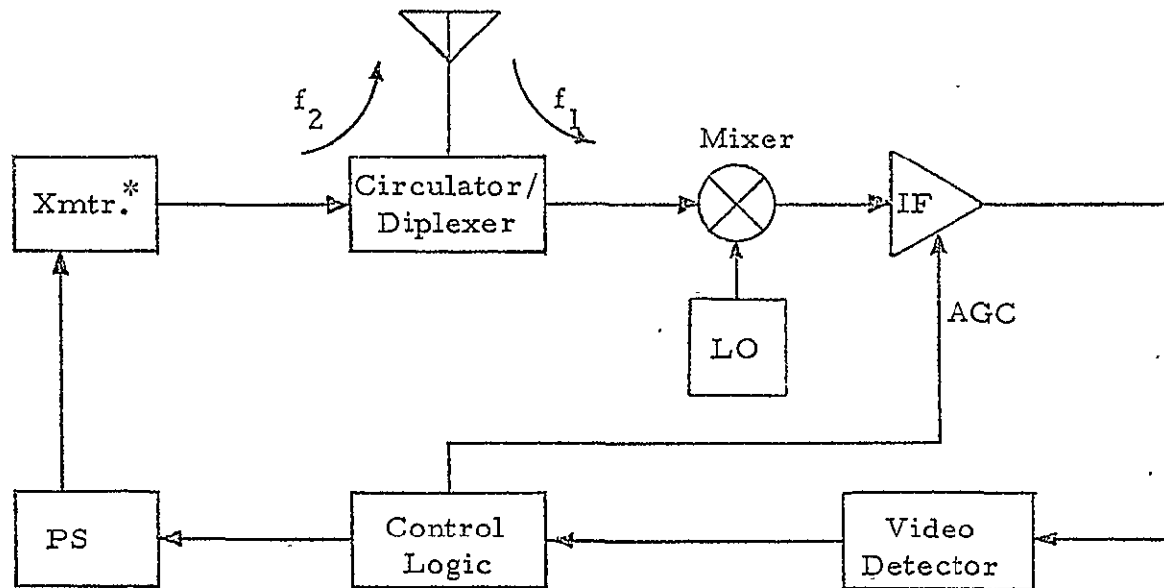 f₂
f₁
Mixer
Xmtr.*
Circulator/
Diplexer
IF
LO
AGC
PS
Control
Logic
Video
Detector